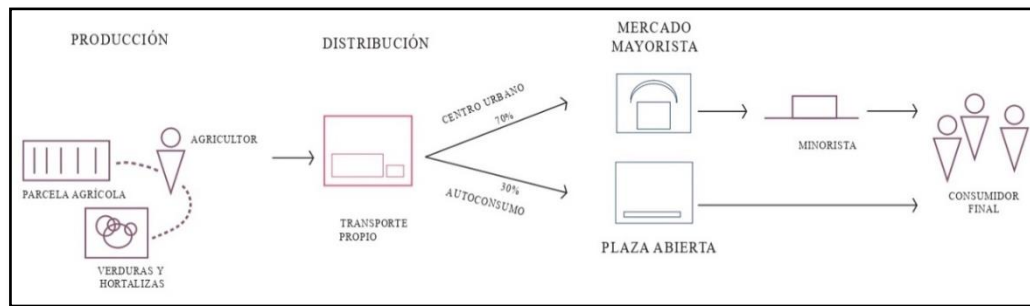 PRODUCCIÓN
DISTRIBUCIÓN
MERCADO
MAYORISTA
AGRICULTOR
PARCELA AGRÍCOLA
VERDURAS Y
HORTALIZAS
TRANSPORTE
PROPIO
CENTRO URBANO
70%
30%
AUTOCONSUMO
MINORISTA
PLAZA ABIERTA
CONSUMIDOR
FINAL